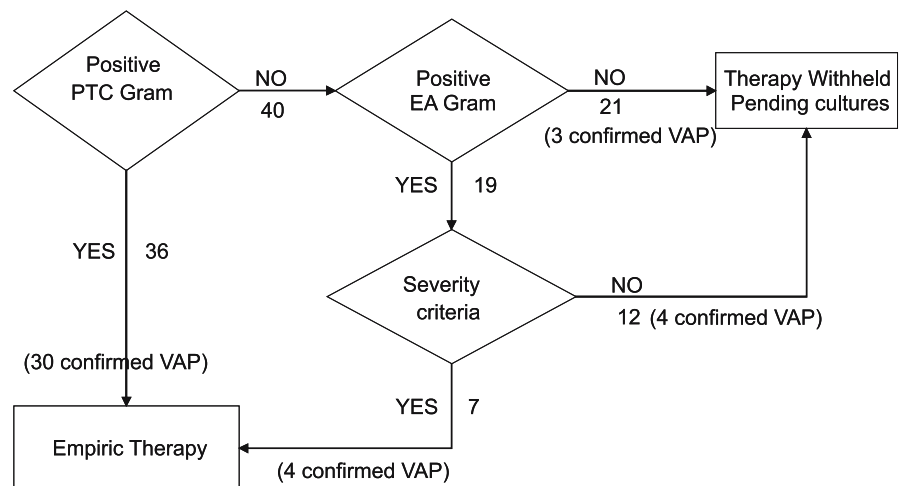 Positive
PTC Gram
NO
40
Positive
EA Gram
NO
21
(3 confirmed VAP)
Therapy Withheld
Pending cultures
YES 19
YES 36
Severity
criteria
NO
12 (4 confirmed VAP)
(30 confirmed VAP)
YES 7
Empiric Therapy
(4 confirmed VAP)